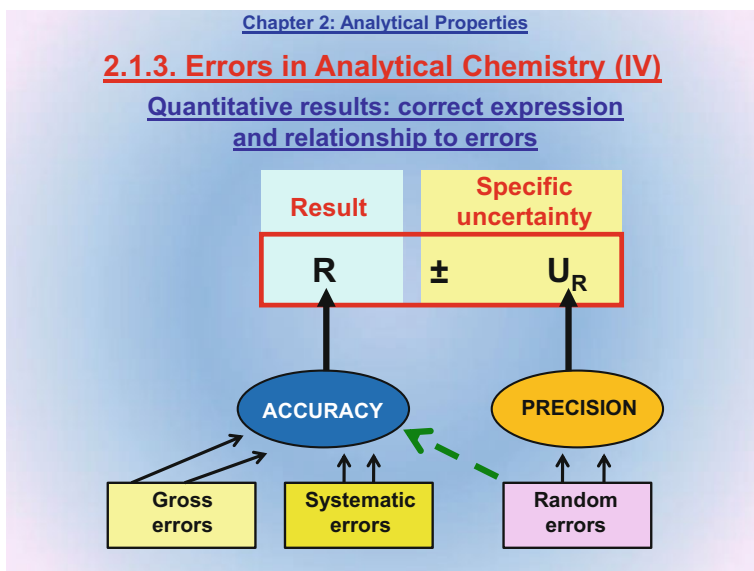 Chapter 2: Analytical Properties
2.1.3. Errors in Analytical Chemistry (IV)
Quantitative results: correct expression
and relationship to errors
Result
Specific
uncertainty
R ± UR
ACCURACY
PRECISION
Gross
errors
Systematic
errors
Random
errors